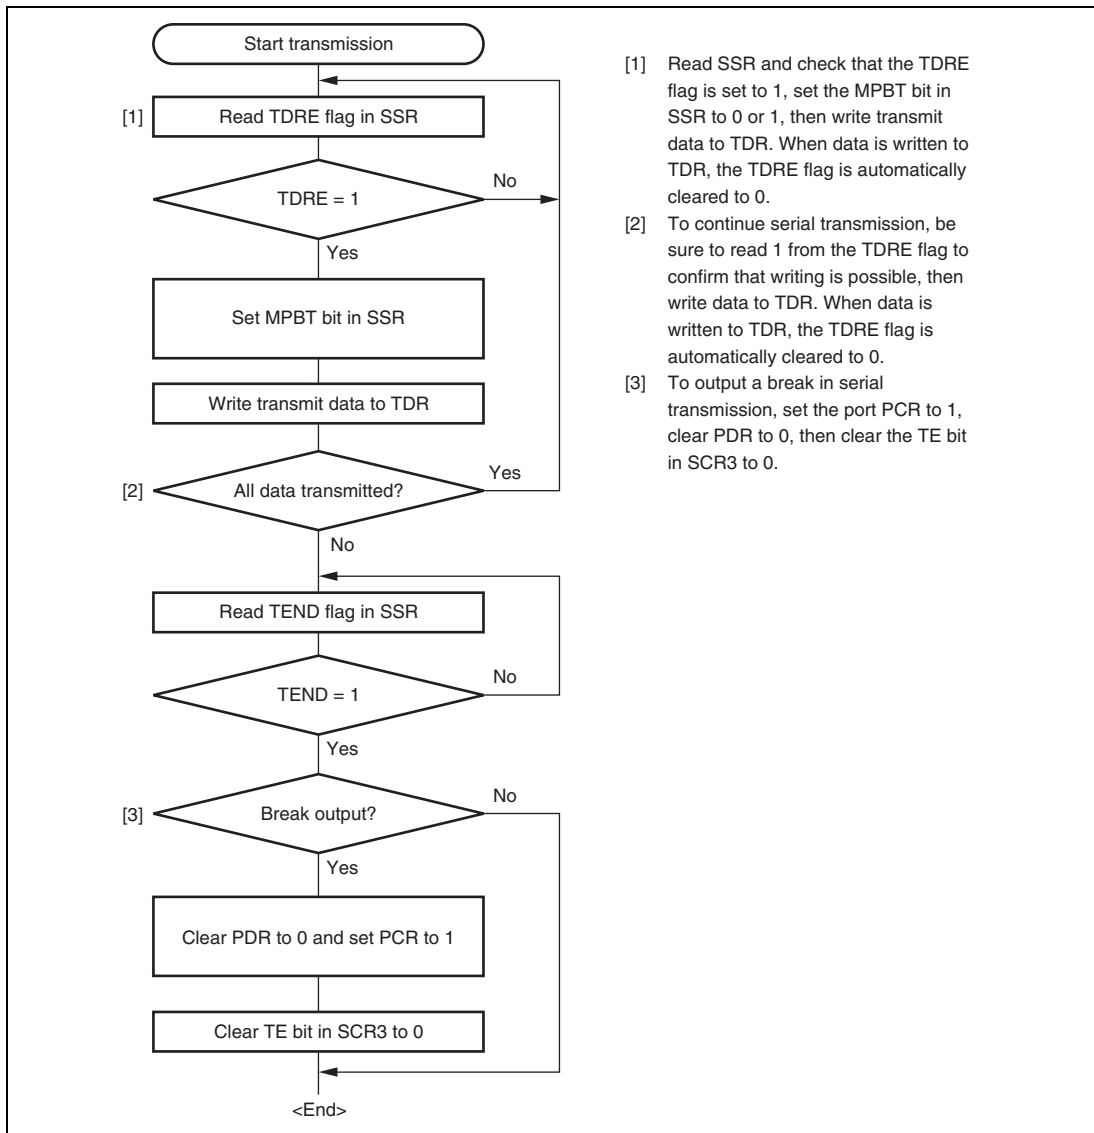 Start transmission
[1] Read TDRE flag in SSR
TDRE = 1
No
Yes
Set MPBT bit in SSR
Write transmit data to TDR
[2] All data transmitted?
Yes
No
Read TEND flag in SSR
TEND = 1
No
Yes
[3] Break output?
No
Yes
Clear PDR to 0 and set PCR to 1
Clear TE bit in SCR3 to 0
<End>
[1] Read SSR and check that the TDRE
flag is set to 1, set the MPBT bit in
SSR to 0 or 1, then write transmit
data to TDR. When data is written to
TDR, the TDRE flag is automatically
cleared to 0.
[2] To continue serial transmission, be
sure to read 1 from the TDRE flag to
confirm that writing is possible, then
write data to TDR. When data is
written to TDR, the TDRE flag is
automatically cleared to 0.
[3] To output a break in serial
transmission, set the port PCR to 1,
clear PDR to 0, then clear the TE bit
in SCR3 to 0.